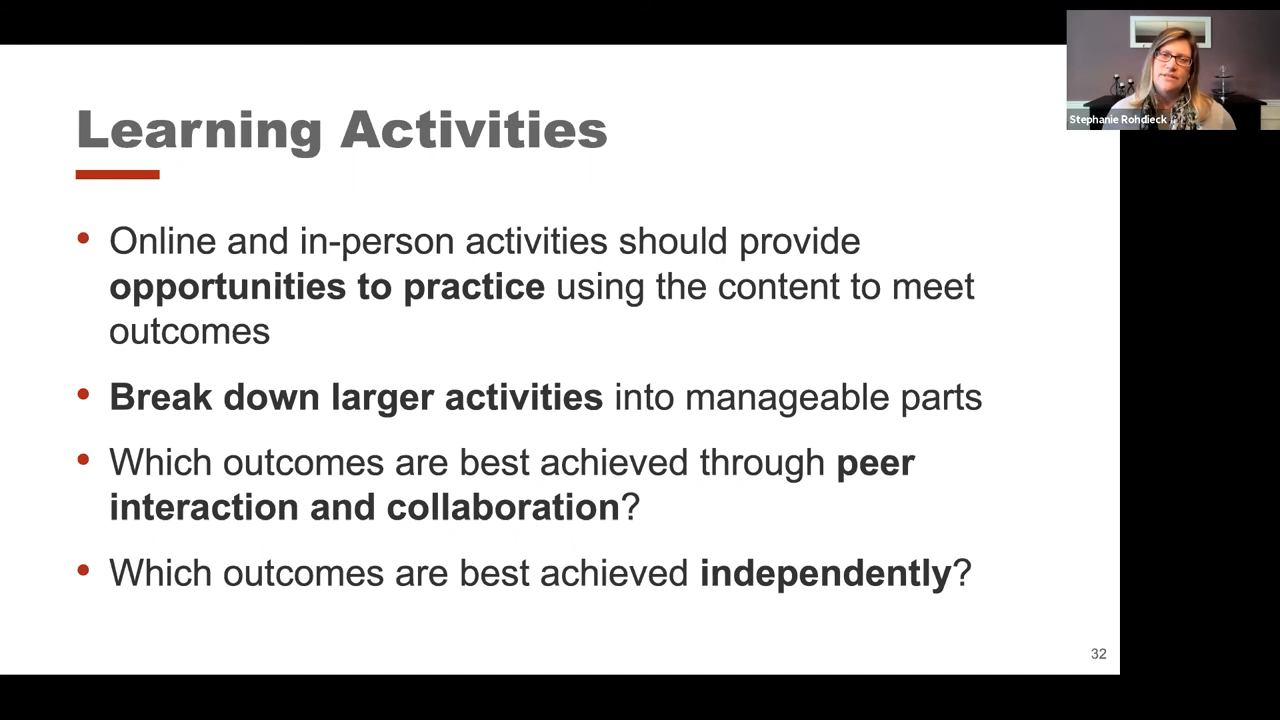 Learning Activities
Stephanie Rohdieck
• Online and in-person activities should provide
opportunities to practice using the content to meet
outcomes
• Break down larger activities into manageable parts
• Which outcomes are best achieved through peer
interaction and collaboration?
• Which outcomes are best achieved independently?
32